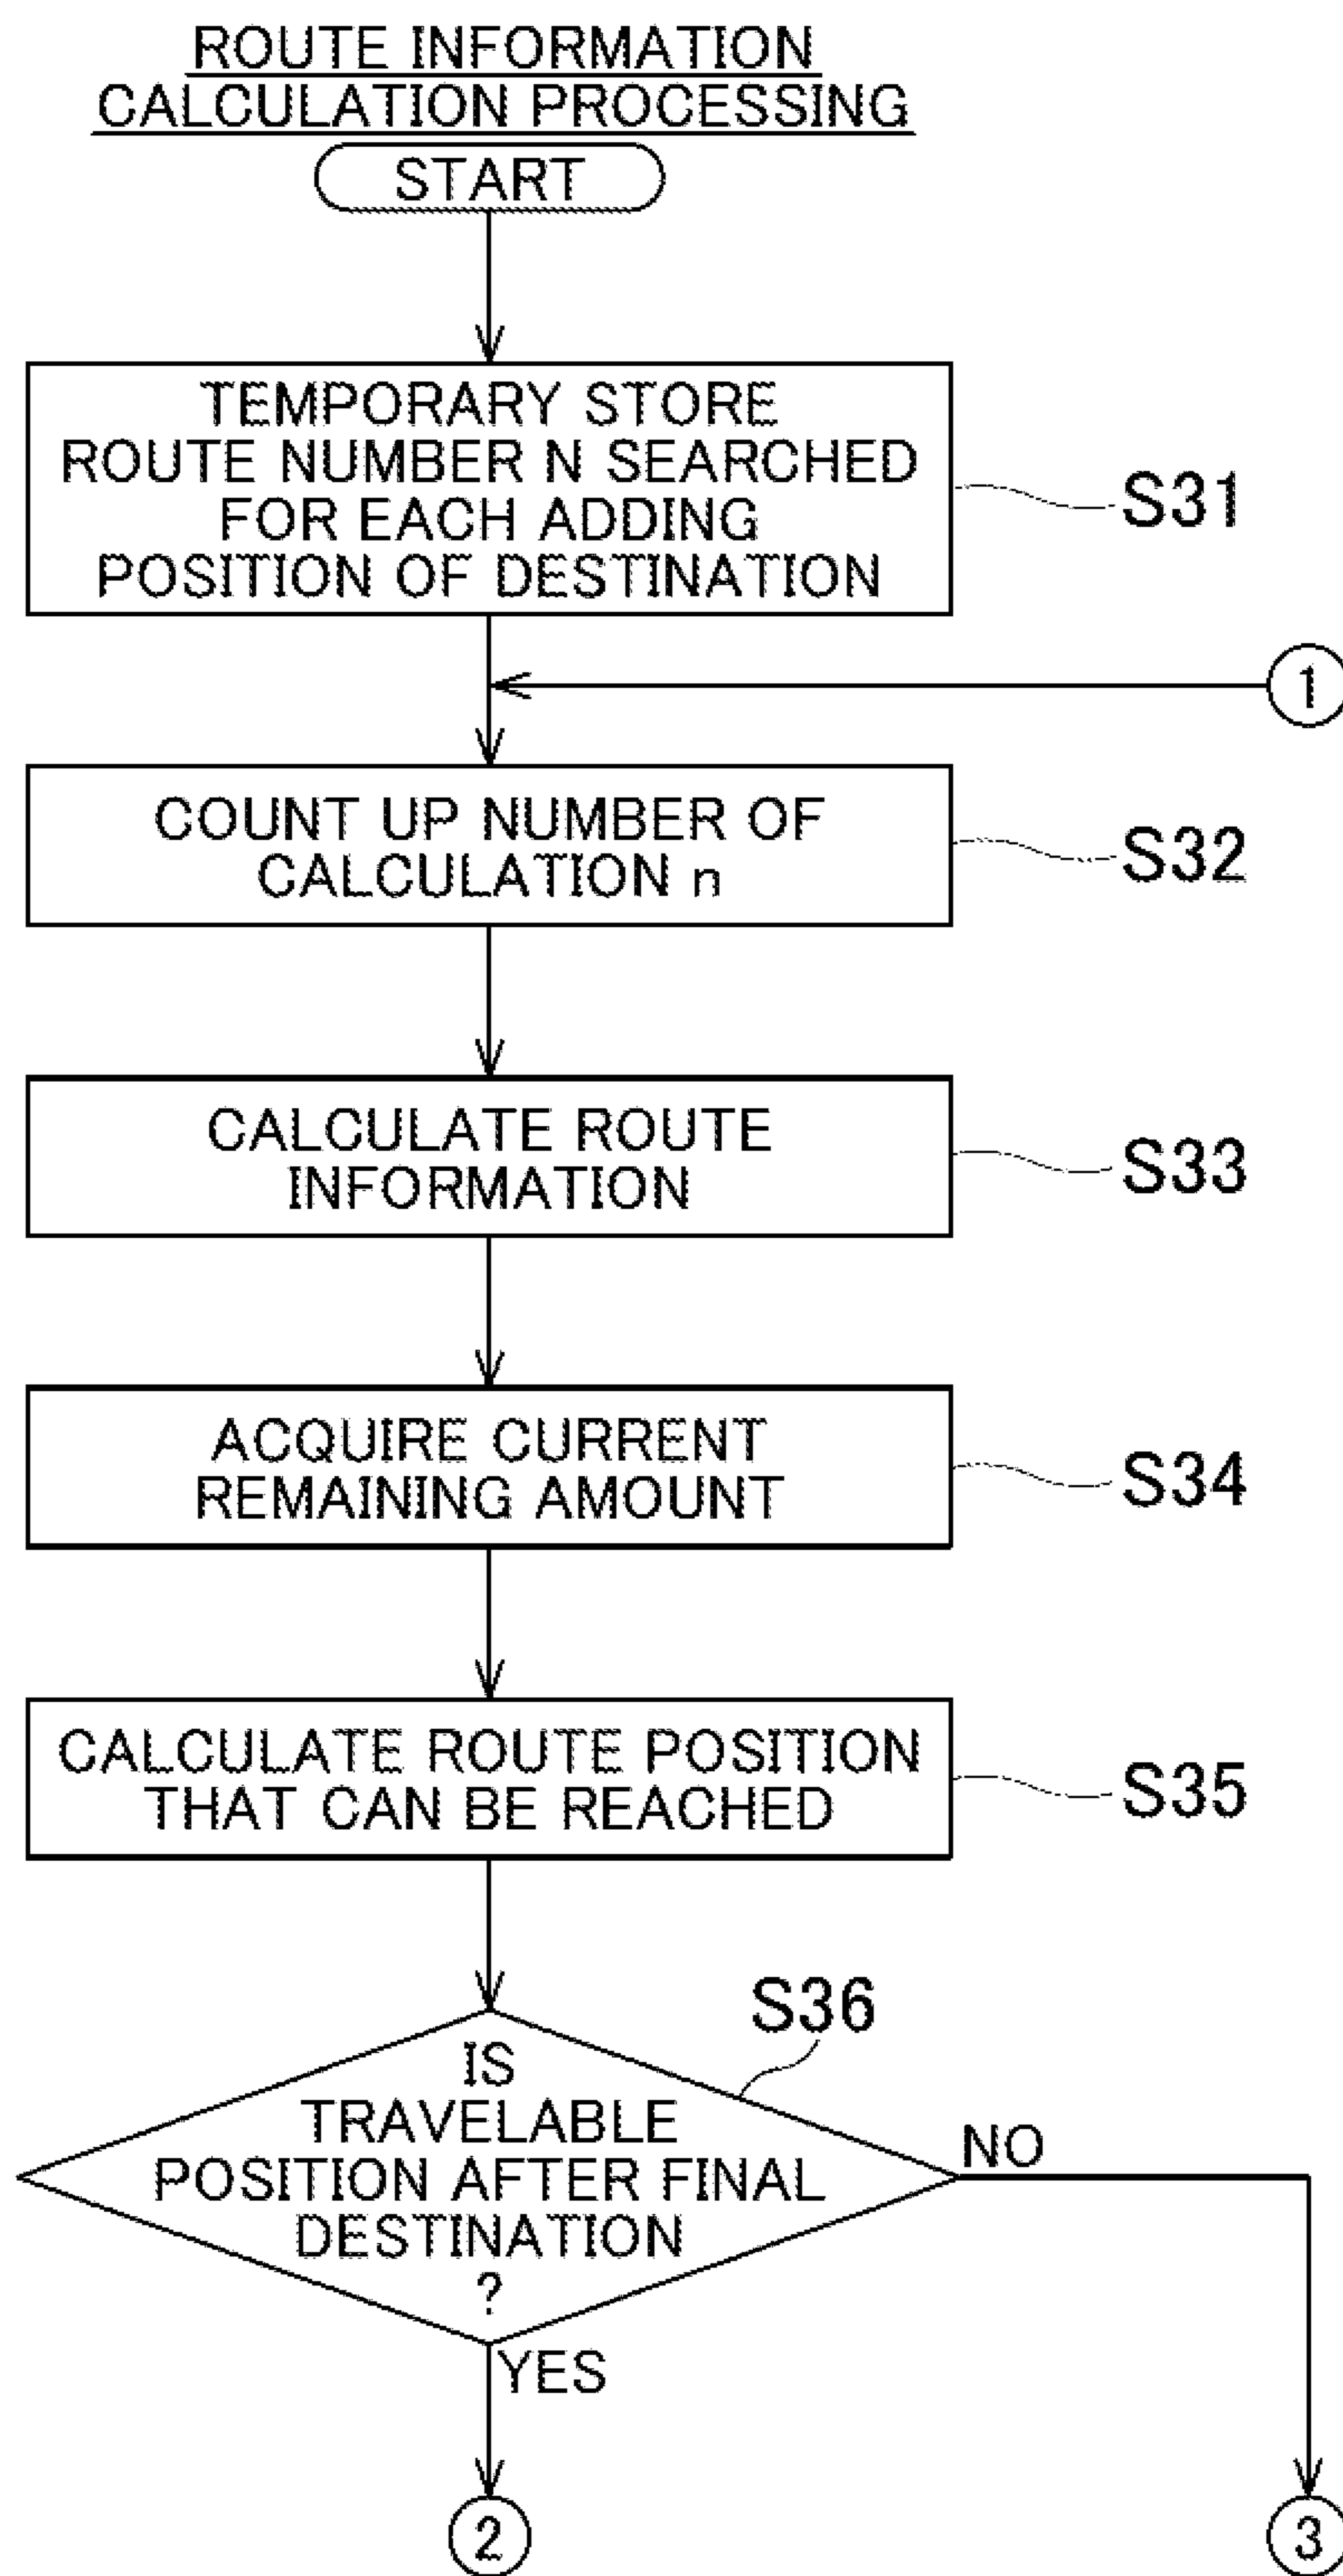 ROUTE INFORMATION
CALCULATION PROCESSING
START
TEMPORARY STORE
ROUTE NUMBER N SEARCHED
FOR EACH ADDING
POSITION OF DESTINATION
S31
1
COUNT UP NUMBER OF
CALCULATION n
S32
CALCULATE ROUTE
INFORMATION
S33
ACQUIRE CURRENT
REMAINING AMOUNT
S34
CALCULATE ROUTE POSITION
THAT CAN BE REACHED
S35
S36
IS
TRAVELABLE
POSITION AFTER FINAL
DESTINATION
?
NO
YES
2
3